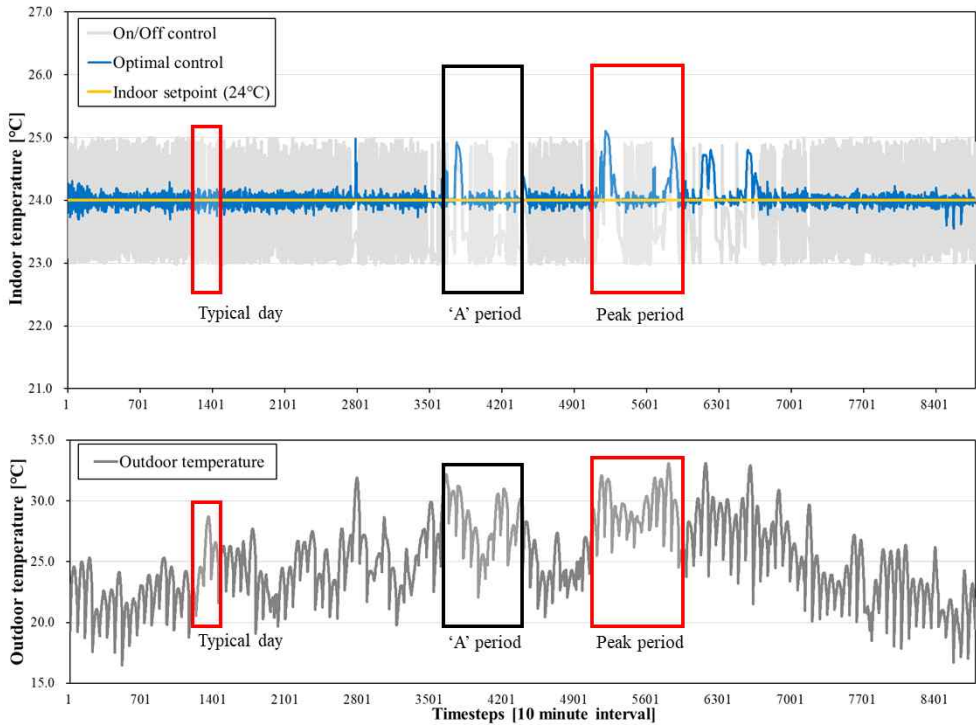 27.0
On/Off control
Optimal control
Indoor setpoint (24°C)
26.0
25.0
24.0
23.0
22.0
21.0
Indoor temperature [°C]
Typical day
‘A’ period
Peak period
1 701 1401 2101 2801 3501 4201 4901 5601 6301 7001 7701 8401
35.0
Outdoor temperature
30.0
25.0
20.0
15.0
Outdoor temperature [°C]
Typical day
‘A’ period
Peak period
1 701 1401 2101 2801 3501 4201 4901 5601 6301 7001 7701 8401
Timesteps [10 minute interval]